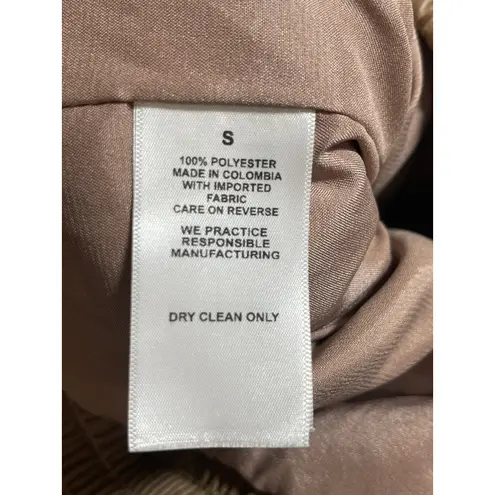 S
100% POLYESTER
MADE IN COLOMBIA
WITH IMPORTED
FABRIC
CARE ON REVERSE
WE PRACTICE
RESPONSIBLE
MANUFACTURING
DRY CLEAN ONLY